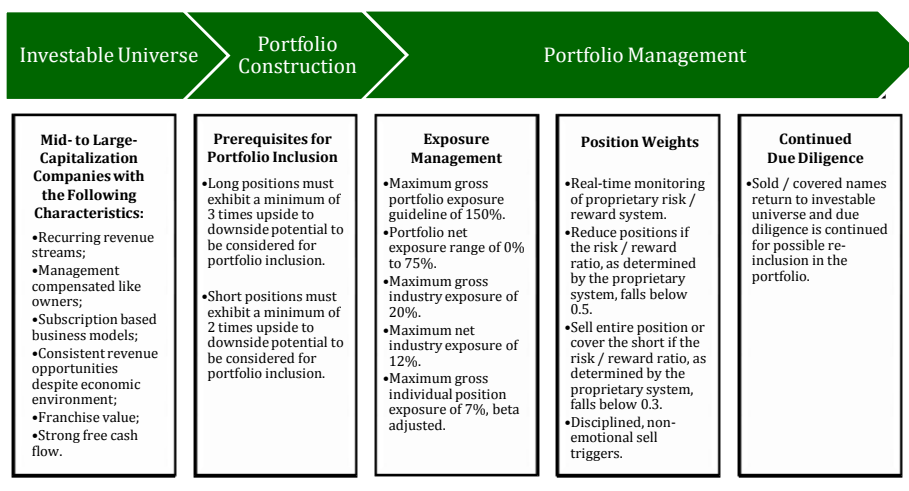 Investable Universe
Portfolio
Construction
Portfolio Management
Mid- to Large-
Capitalization
Companies with
the Following
Characteristics:
•Recurring revenue
streams;
•Management
compensated like
owners;
•Subscription based
business models;
•Consistent revenue
opportunities
despite economic
environment;
•Franchise value;
•Strong free cash
flow.
Prerequisites for
Portfolio Inclusion
•Long positions must
exhibit a minimum of
3 times upside to
downside potential to
be considered for
portfolio inclusion.
•Short positions must
exhibit a minimum of
2 times upside to
downside potential to
be considered for
portfolio inclusion.
Exposure
Management
•Maximum gross
portfolio exposure
guideline of 150%.
•Portfolio net
exposure range of 0%
to 75%.
•Maximum gross
industry exposure of
20%.
•Maximum net
industry exposure of
12%.
•Maximum gross
individual position
exposure of 7%, beta
adjusted.
Position Weights
•Real-time monitoring
of proprietary risk /
reward system.
•Reduce positions if
the risk / reward
ratio, as determined
by the proprietary
system, falls below
0.5.
•Sell entire position or
cover the short if the
risk / reward ratio, as
determined by the
proprietary system,
falls below 0.3.
•Disciplined, non-
emotional sell
triggers.
Continued
Due Diligence
•Sold / covered names
return to investable
universe and due
diligence is continued
for possible re-
inclusion in the
portfolio.